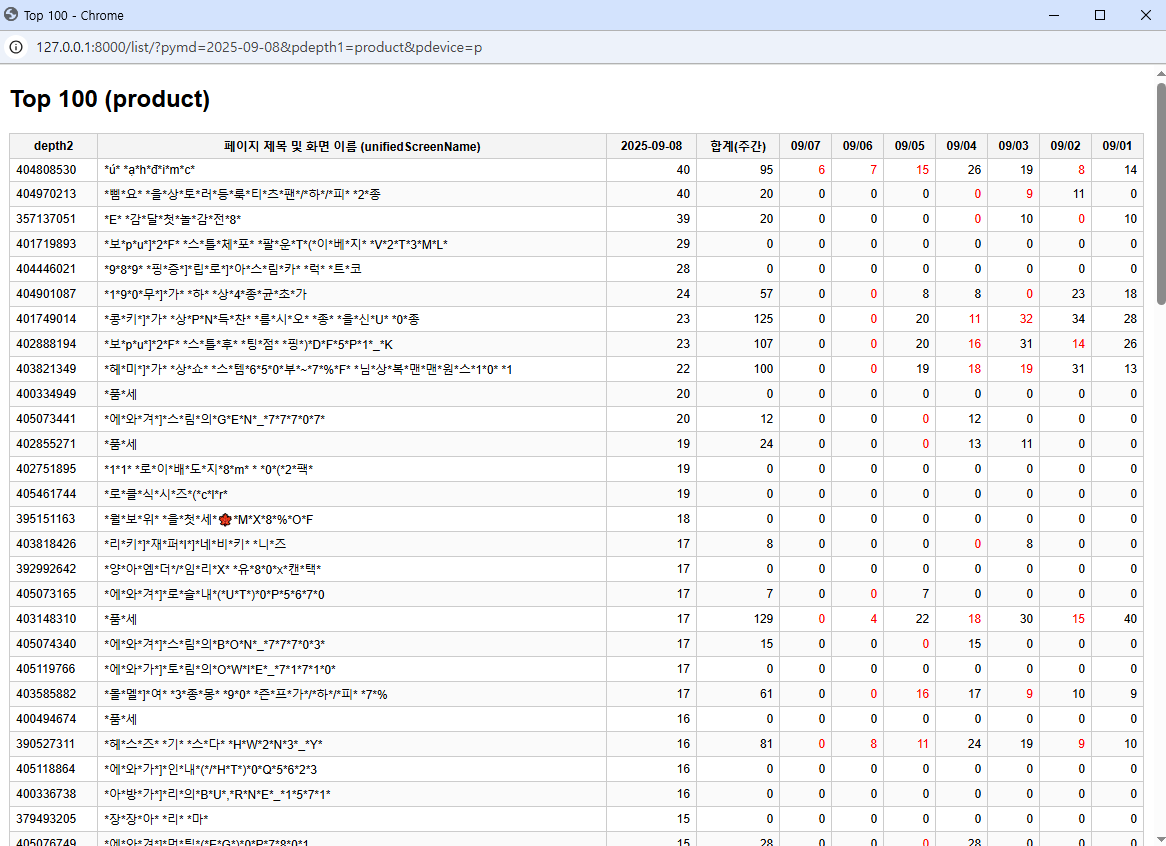 Top 100 - Chrome
127.0.0.1:8000/list/?pymd=2025-09-08&pdepth1=product&pdevice=p
Top 100 (product)
depth2 페이지 제목 및 화면 이름 (unifiedScreenName) 2025-09-08 합계(주간) 09/07 09/06 09/05 09/04 09/03 09/02 09/01
404808530 *ú* *ạ*h*đ*i*m*c* 40 95 6 7 15 26 19 8 14
404970213 *삠*요* *을*상*토*러*등*룩*티*츠*팬*/*하*/*피* *2*종 40 20 0 0 0 0 9 11 0
357137051 *E* *감*달*첫*놀*감*전*8* 39 20 0 0 0 0 10 0 10
401719893 *보*p*u*]*2*F* *스*틀*체*포* *팔*운*T*(*이*베*지* *V*2*T*3*M*L* 29 0 0 0 0 0 0 0 0
404446021 *9*8*9* *핑*증*]*립*로*]*아*스*림*카* *럭* *트*코 28 0 0 0 0 0 0 0 0
404901087 *1*9*0*무*]*가* *하* *상*4*종*균*초*가 24 57 0 0 8 8 0 23 18
401749014 *콩*키*]*가* *상*P*N*득*찬* *름*시*오* *종* *을*신*U* *0*종 23 125 0 0 20 11 32 34 28
402888194 *보*p*u*]*2*F* *스*틀*후* *팅*점* *핑*)*D*F*5*P*1*_*K 23 107 0 0 20 16 31 14 26
403821349 *헤*미*]*가* *상*쇼* *스*템*6*5*0*부*~*7*%*F* *님*상*복*맨*맨*원*스*1*0* *1 22 100 0 0 19 18 19 31 13
400334949 *품*세 20 0 0 0 0 0 0 0 0
405073441 *에*와*겨*]*스*림*의*G*E*N*_*7*7*7*0*7* 20 12 0 0 0 12 0 0 0
402855271 *품*세 19 24 0 0 0 13 11 0 0
402751895 *1*1* *로*이*배*도*지*8*m* * *0*(*2*팩* 19 0 0 0 0 0 0 0 0
405461744 *로*클*식*시*즈*(*c*l*r* 19 0 0 0 0 0 0 0 0
395151163 *월*보*위* *을*첫*세*🍁*M*X*8*%*O*F 18 0 0 0 0 0 0 0 0
403818426 *리*키*]*재*퍼*l*]*네*비*키* *니*즈 17 8 0 0 0 0 8 0 0
392992642 *양*아*엠*더*/*임*리*X* *유*8*0*x*캔*택* 17 0 0 0 0 0 0 0 0
405073165 *에*와*겨*]*로*슬*내*(*U*T*)*0*P*5*6*7*0 17 7 0 0 7 0 0 0 0
403148310 *품*세 17 129 0 4 22 18 30 15 40
405074340 *에*와*겨*]*스*림*의*B*O*N*_*7*7*7*0*3* 17 15 0 0 0 15 0 0 0
405119766 *에*와*가*]*토*림*의*O*W*I*E*_*7*1*7*1*0* 17 0 0 0 0 0 0 0 0
403585882 *롤*멜*]*여* *3*종*몽* *9*0* *즌*프*가*/*하*/*피* *7*% 17 61 0 0 16 17 9 10 9
400494674 *품*세 16 0 0 0 0 0 0 0 0
390527311 *헤*스*즈* *기* *스*다* *H*W*2*N*3*_*Y* 16 81 0 8 11 24 19 9 10
405118864 *에*와*가*]*인*내*(*/*H*T*)*0*Q*5*6*2*3 16 0 0 0 0 0 0 0 0
400336738 *아*방*가*]*리*의*B*U*,*R*N*E*_*1*5*7*1* 16 0 0 0 0 0 0 0 0
379493205 *장*장*아* *리* *마* 15 0 0 0 0 0 0 0 0
405076749 *에*와*겨*]*먼*팅*(*E*G*)*0*P*7*8*0*1 15 28 0 0 0 28 0 0 0